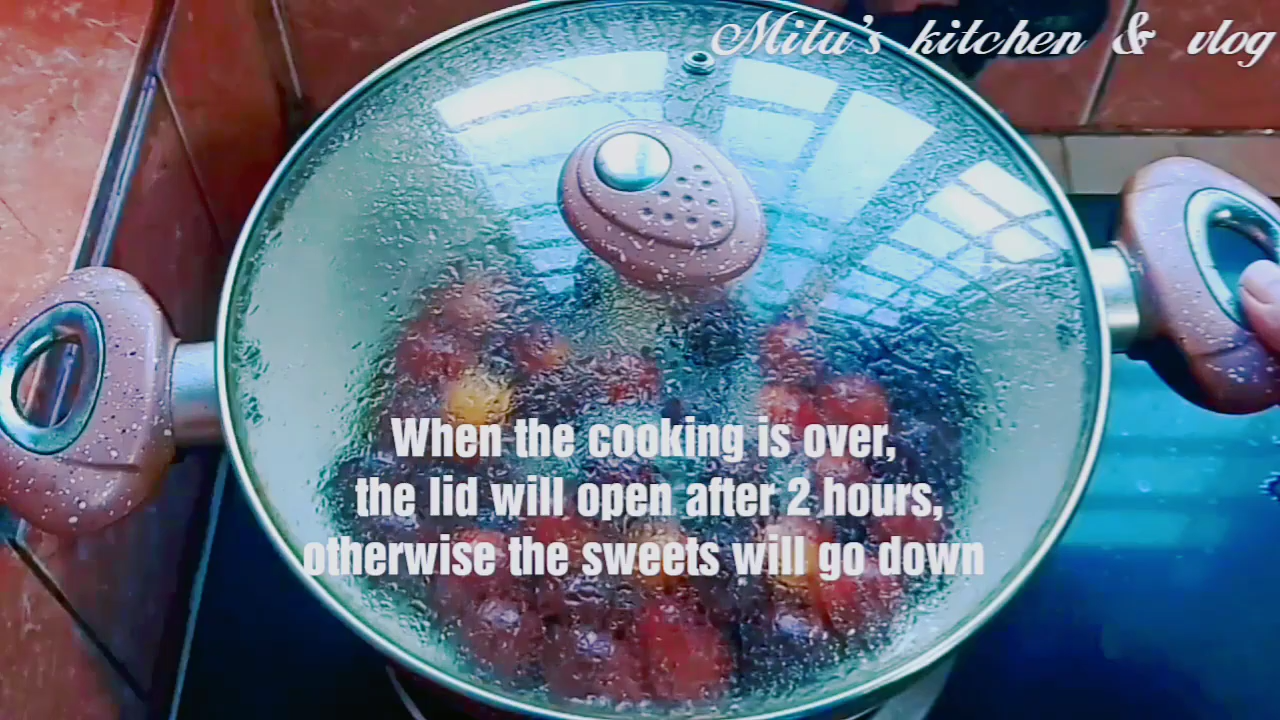 Mitu's kitchen & vlog
When the cooking is over,
the lid will open after 2 hours,
otherwise the sweets will go down